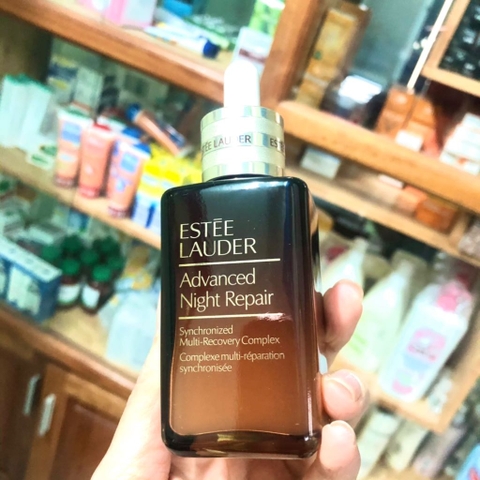 ESTĒE LAUDER
ESTĒE
LAUDER
Advanced
Night Repair
Synchronized
Multi-Recovery Complex
Complexe multi-réparation
synchronisée